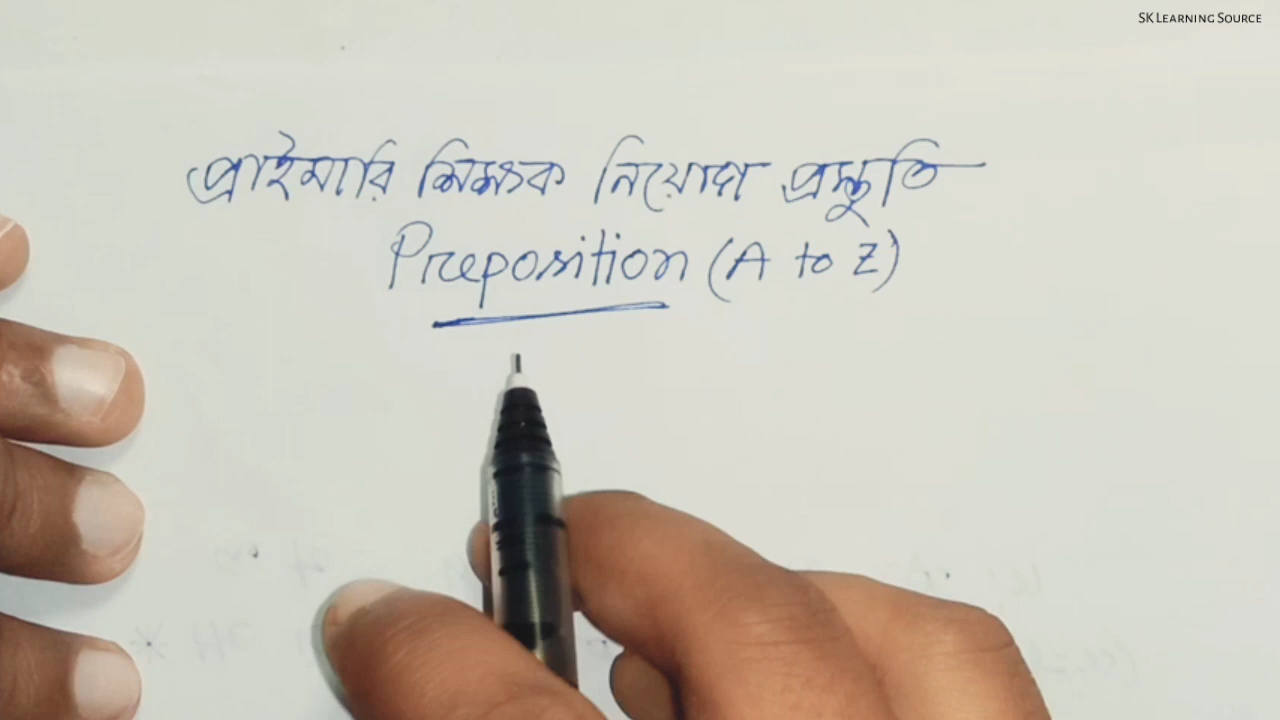 SK LEARNING SOURCE
প্রাইমারি শিক্ষক নিয়োগ প্রস্তুতি
Preposition (A to Z)